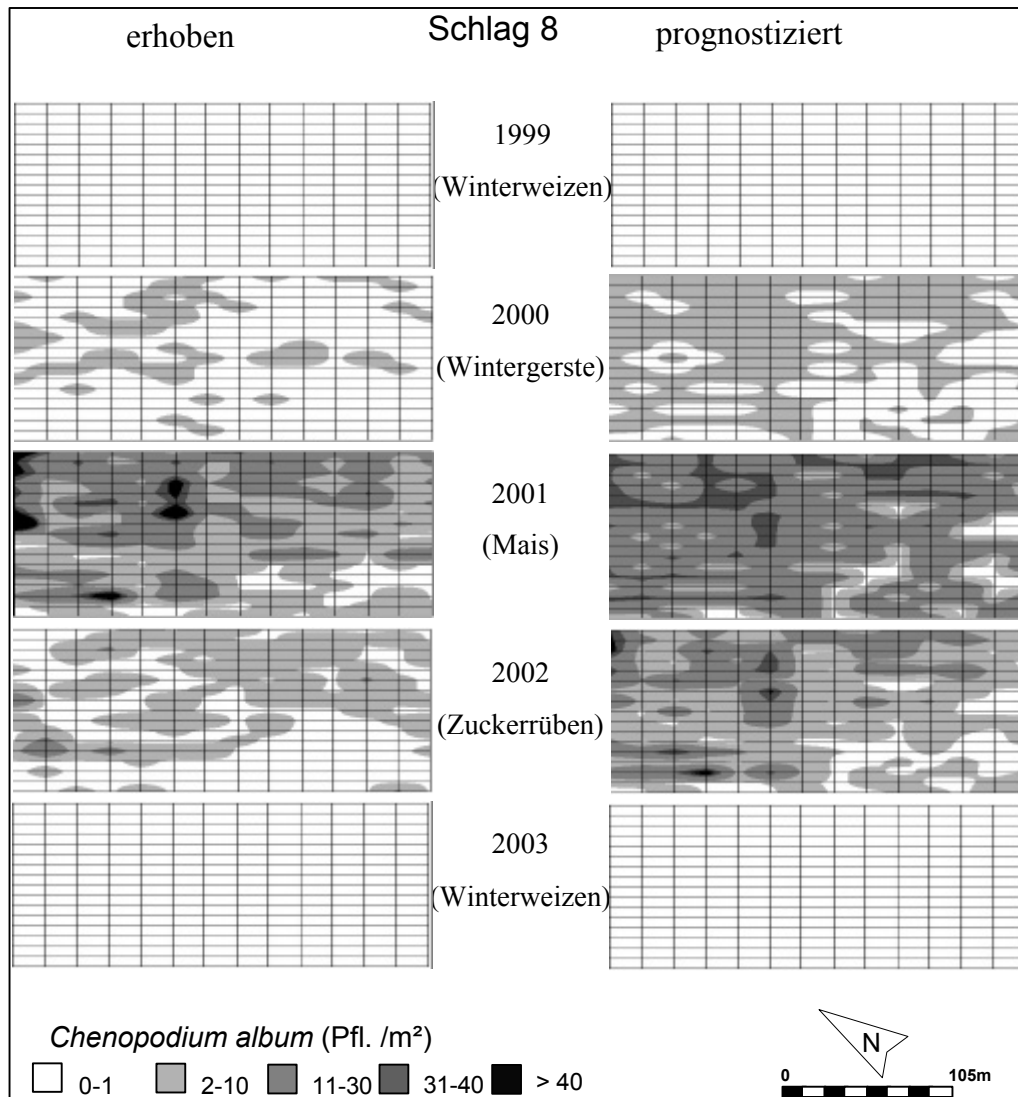 erhoben Schlag 8 prognostiziert
1999
(Winterweizen)
2000
(Wintergerste)
2001
(Mais)
2002
(Zuckerrüben)
2003
(Winterweizen)
Chenopodium album (Pfl. /m²)
0-1 2-10 11-30 31-40 > 40
N
0 105m